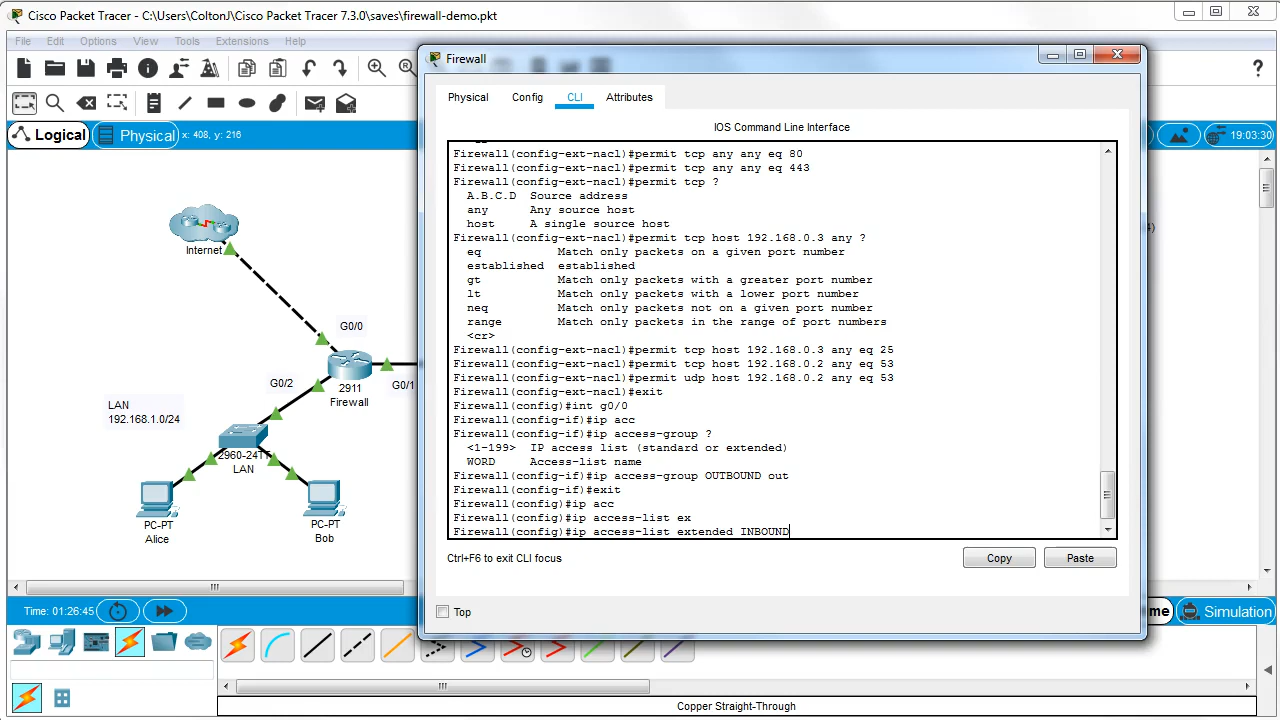 Cisco Packet Tracer - C:\Users\ColtonJ\Cisco Packet Tracer 7.3.0\saves\firewall-demo.pkt
File Edit Options View Tools Extensions Help
Logical
Physical
x: 408, y: 216
19:03:30
Internet
G0/0
G0/2
G0/1
2911
Firewall
LAN
192.168.1.0/24
2960-24TT
LAN
PC-PT
Alice
PC-PT
Bob
Firewall
Physical Config CLI Attributes
IOS Command Line Interface
Firewall(config-ext-nacl)#permit tcp any any eq 80
Firewall(config-ext-nacl)#permit tcp any any eq 443
Firewall(config-ext-nacl)#permit tcp ?
A.B.C.D Source address
any Any source host
host A single source host
Firewall(config-ext-nacl)#permit tcp host 192.168.0.3 any ?
eq Match only packets on a given port number
established established
gt Match only packets with a greater port number
lt Match only packets with a lower port number
neq Match only packets not on a given port number
range Match only packets in the range of port numbers
<cr>
Firewall(config-ext-nacl)#permit tcp host 192.168.0.3 any eq 25
Firewall(config-ext-nacl)#permit tcp host 192.168.0.2 any eq 53
Firewall(config-ext-nacl)#permit udp host 192.168.0.2 any eq 53
Firewall(config-ext-nacl)#exit
Firewall(config)#int g0/0
Firewall(config-if)#ip acc
Firewall(config-if)#ip access-group ?
<1-199> IP access list (standard or extended)
WORD Access-list name
Firewall(config-if)#ip access-group OUTBOUND out
Firewall(config-if)#exit
Firewall(config)#ip acc
Firewall(config)#ip access-list ex
Firewall(config)#ip access-list extended INBOUND
Ctrl+F6 to exit CLI focus
Copy
Paste
Top
Time: 01:26:45
me
Simulation
Copper Straight-Through